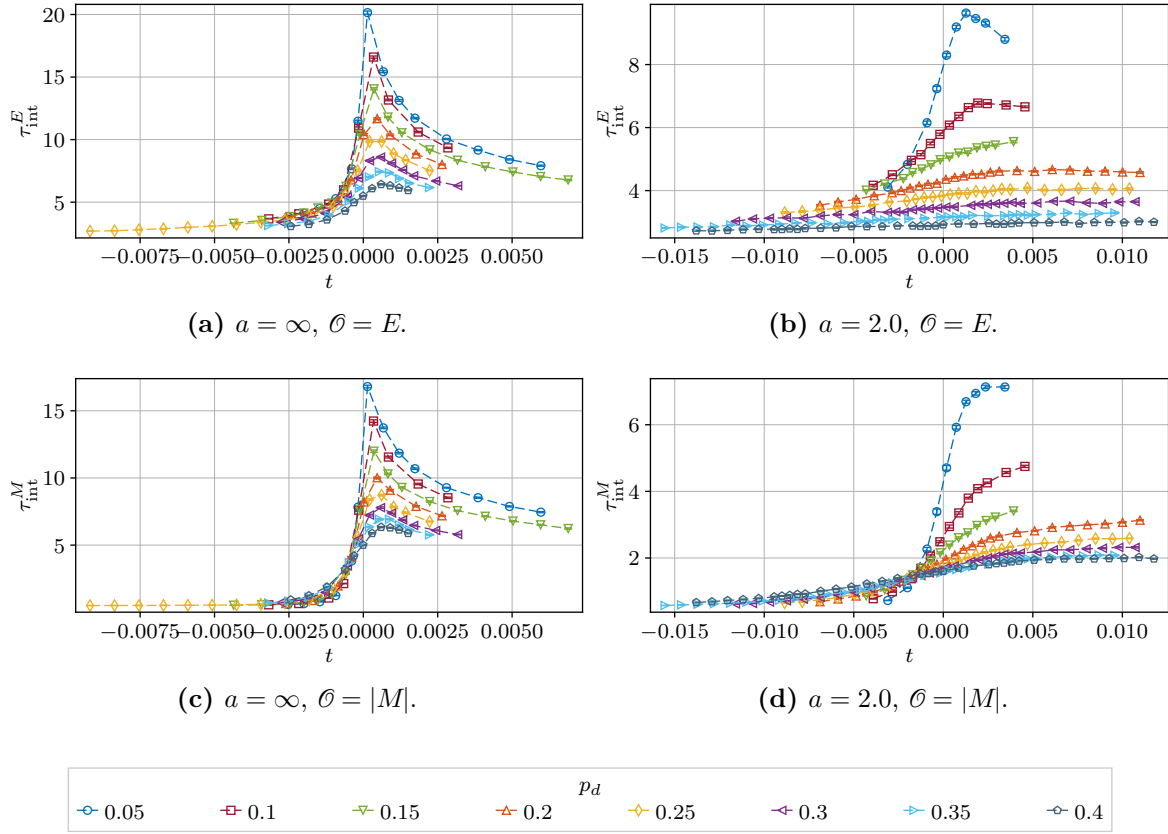 20
15
10
5
τ_int^E
−0.0075 −0.0050 −0.0025 0.0000 0.0025 0.0050
t
(a) a = ∞, 𝒪 = E.
8
6
4
τ_int^E
−0.015 −0.010 −0.005 0.000 0.005 0.010
t
(b) a = 2.0, 𝒪 = E.
15
10
5
τ_int^M
−0.0075 −0.0050 −0.0025 0.0000 0.0025 0.0050
t
(c) a = ∞, 𝒪 = |M|.
6
4
2
τ_int^M
−0.015 −0.010 −0.005 0.000 0.005 0.010
t
(d) a = 2.0, 𝒪 = |M|.
p_d
0.05 0.1 0.15 0.2 0.25 0.3 0.35 0.4